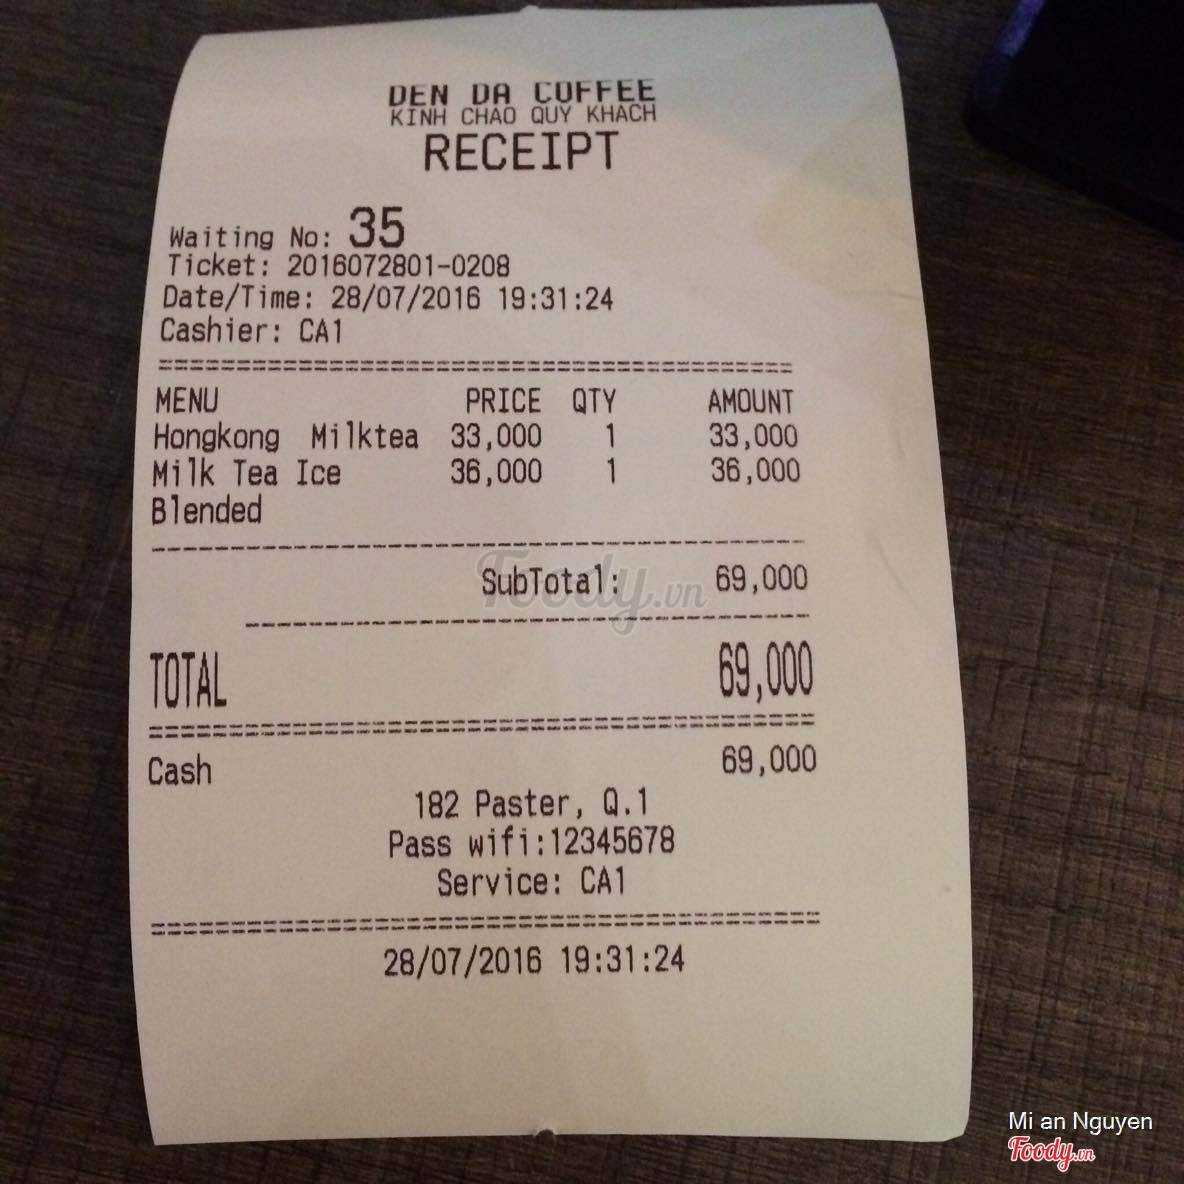 DEN DA COFFEE
KINH CHAO QUY KHACH
RECEIPT
Waiting No: 35
Ticket: 2016072801-0208
Date/Time: 28/07/2016 19:31:24
Cashier: CA1
MENU PRICE QTY AMOUNT
Hongkong Milktea 33,000 1 33,000
Milk Tea Ice 36,000 1 36,000
Blended
SubTotal: 69,000
Foody.vn
TOTAL 69,000
Cash 69,000
182 Paster, Q.1
Pass wifi:12345678
Service: CA1
28/07/2016 19:31:24
Mi an Nguyen
Foody.vn